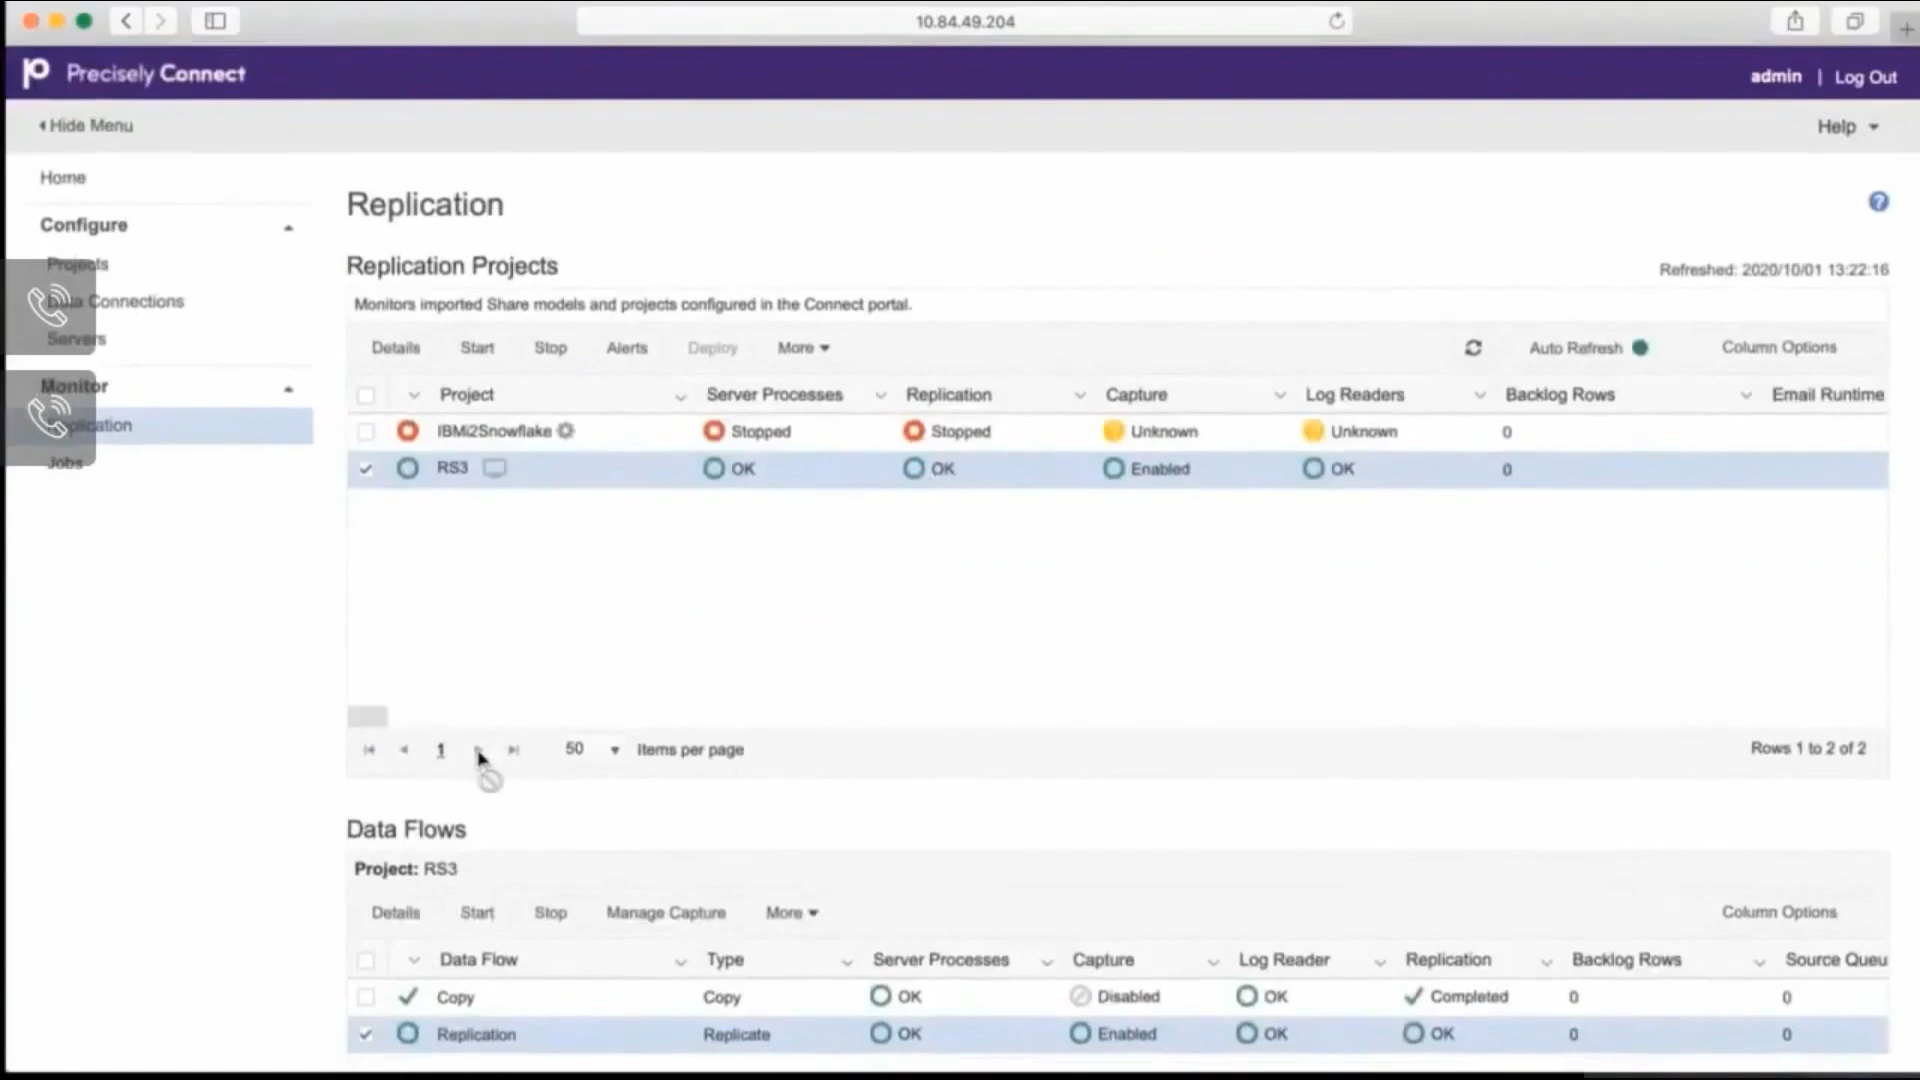 10.84.49.204
Precisely Connect
admin | Log Out
Hide Menu
Help
Home
Configure
Projects
Data Connections
Servers
Monitor
Replication
Jobs
Replication
Replication Projects
Refreshed: 2020/10/01 13:22:16
Monitors imported Share models and projects configured in the Connect portal.
Details Start Stop Alerts Deploy More Auto Refresh Column Options
Project Server Processes Replication Capture Log Readers Backlog Rows Email Runtime
IBMi2Snowflake Stopped Stopped Unknown Unknown 0
RS3 OK OK Enabled OK 0
1 50 Items per page Rows 1 to 2 of 2
Data Flows
Project: RS3
Details Start Stop Manage Capture More Column Options
Data Flow Type Server Processes Capture Log Reader Replication Backlog Rows Source Queu
Copy Copy OK Disabled OK Completed 0 0
Replication Replicate OK Enabled OK OK 0 0